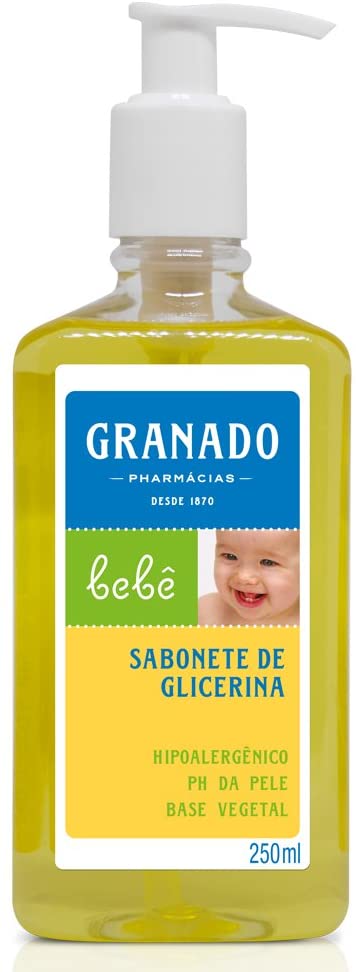 GRANADO
PHARMÁCIAS
DESDE 1870
bebê
SABONETE DE
GLICERINA
HIPOALERGÊNICO
PH DA PELE
BASE VEGETAL
250ml